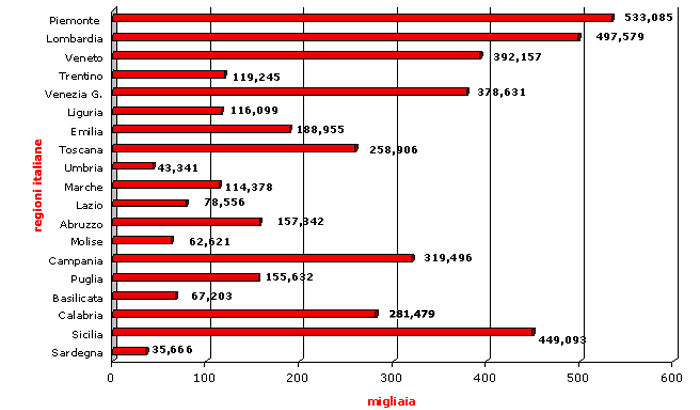 Piemonte 533,085
Lombardia 497,579
Veneto 392,157
Trentino 119,245
Venezia G. 378,631
Liguria 116,099
Emilia 188,955
Toscana 258,906
Umbria 43,341
Marche 114,378
Lazio 78,556
Abruzzo 157,342
Molise 62,621
Campania 319,496
Puglia 155,632
Basilicata 67,203
Calabria 281,479
Sicilia 449,093
Sardegna 35,666
regioni italiane
0 100 200 300 400 500 600
migliaia